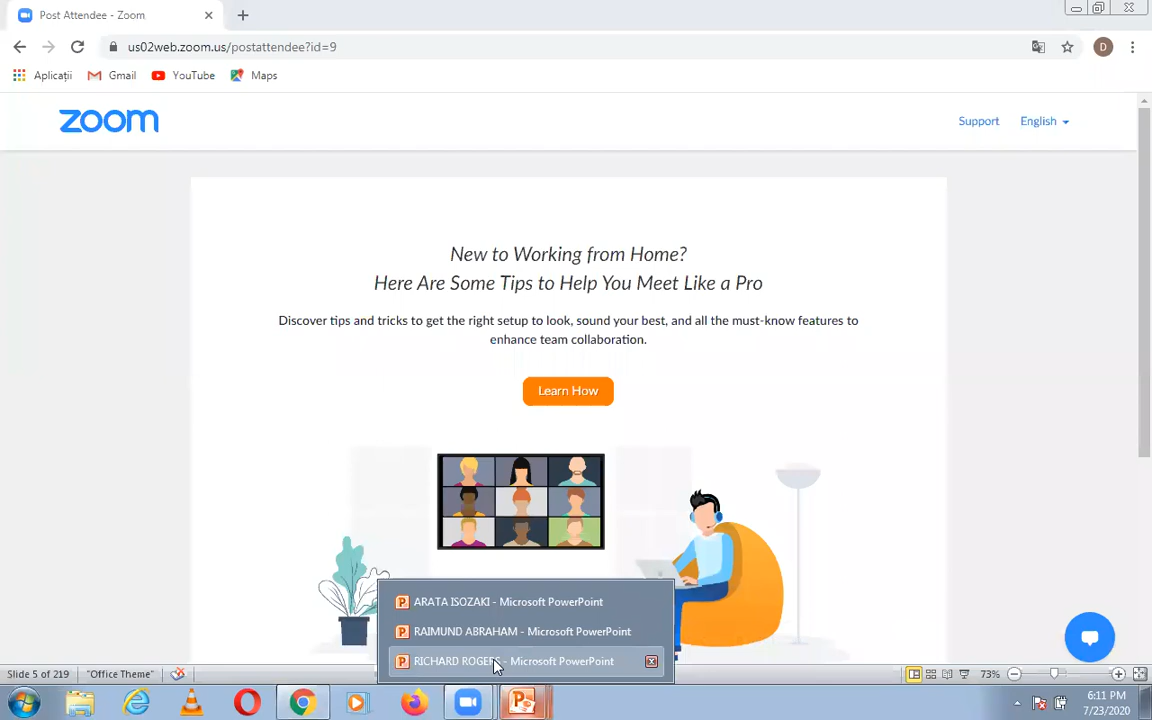 Post Attendee - Zoom
us02web.zoom.us/postattendee?id=9
D
Aplicații Gmail YouTube Maps
zoom
Support English
New to Working from Home?
Here Are Some Tips to Help You Meet Like a Pro
Discover tips and tricks to get the right setup to look, sound your best, and all the must-know features to
enhance team collaboration.
Learn How
ARATA ISOZAKI - Microsoft PowerPoint
RAIMUND ABRAHAM - Microsoft PowerPoint
RICHARD ROGERS - Microsoft PowerPoint
Slide 5 of 219 "Office Theme" 73%
6:11 PM
7/23/2020